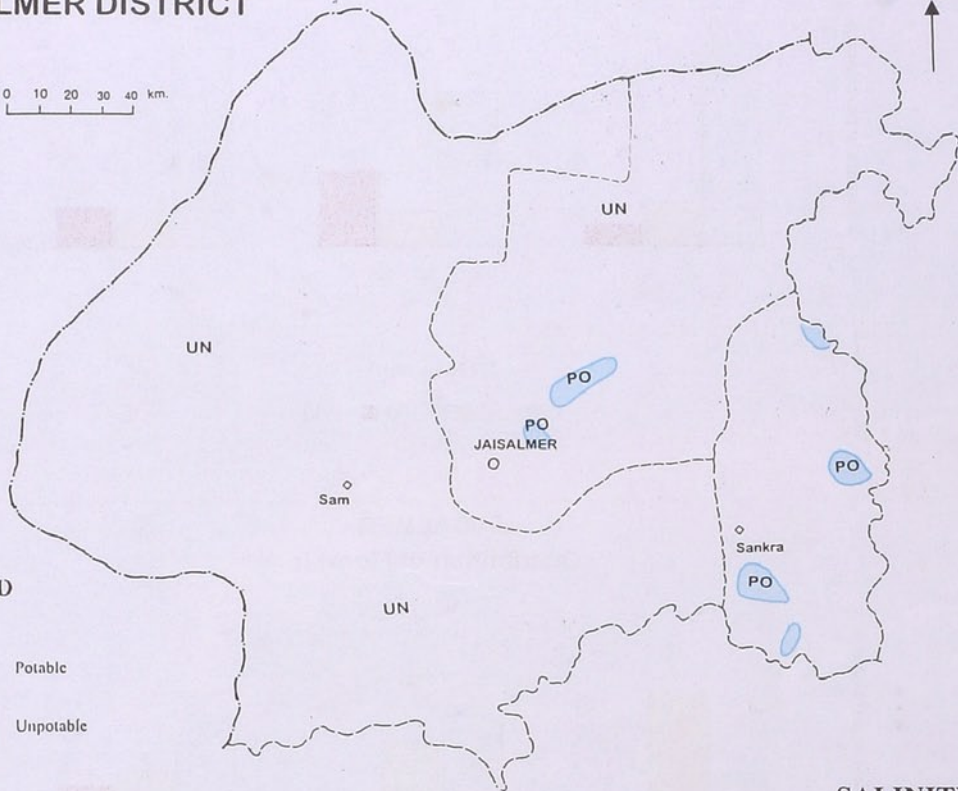 LMER DISTRICT
0 10 20 30 40 km.
UN
UN
PO
PO
JAISALMER
PO
Sam
Sankra
PO
UN
D
Potable
Unpotable
SALINIT